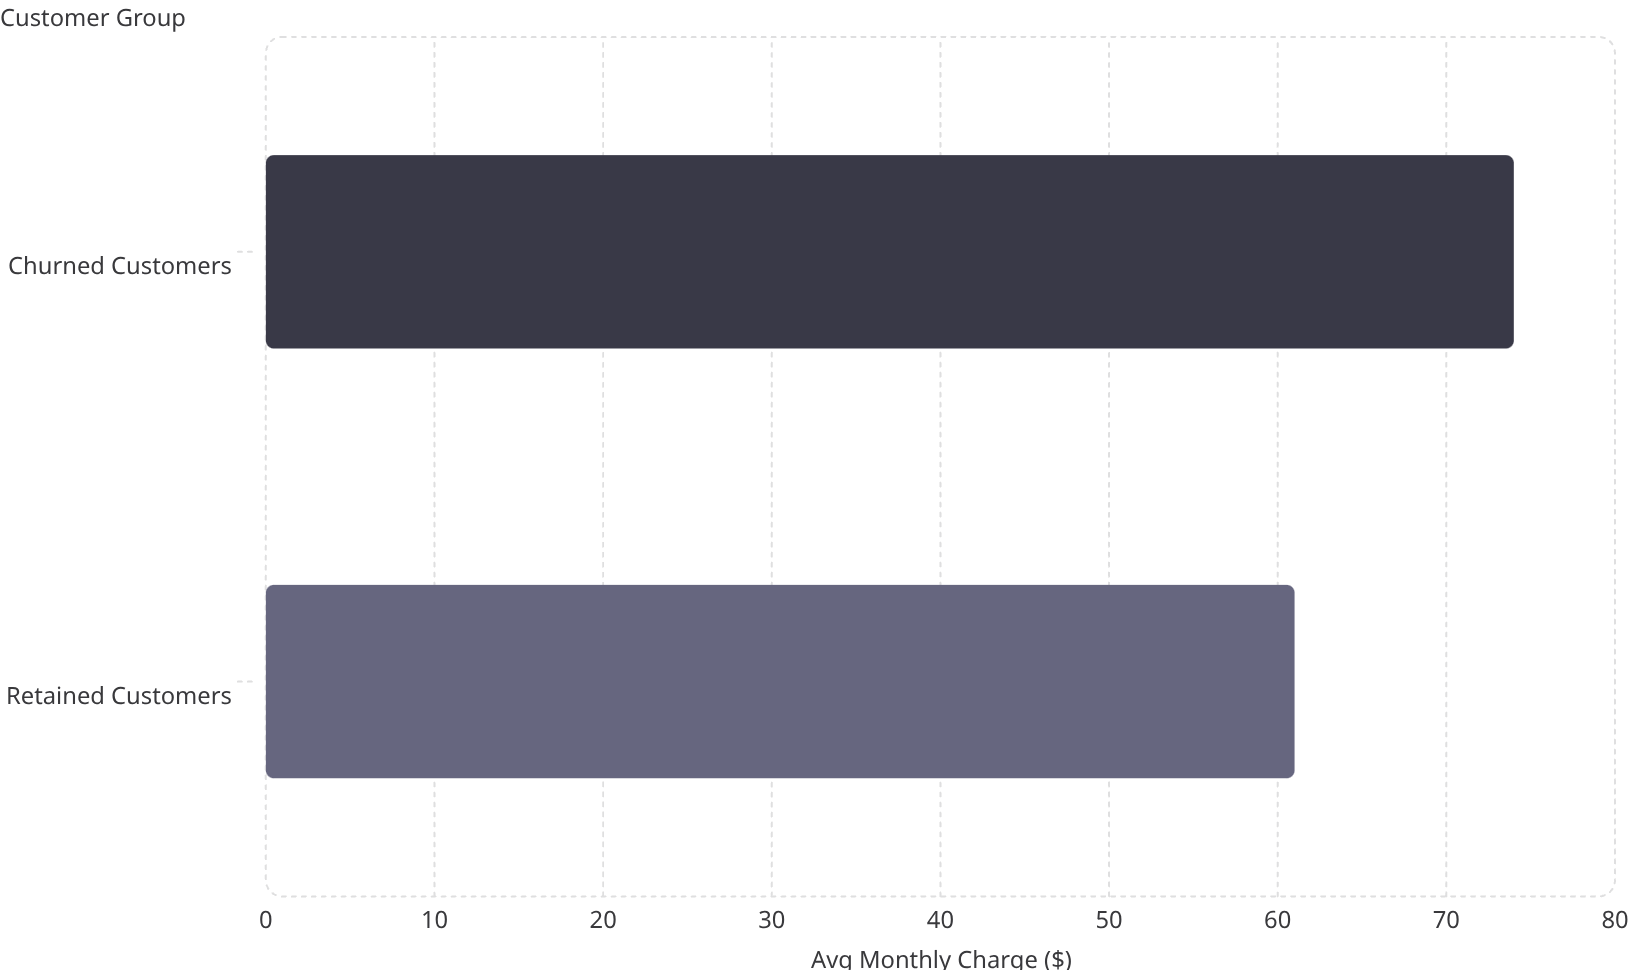 Customer Group
Churned Customers
Retained Customers
0 10 20 30 40 50 60 70 80
Avg Monthly Charge ($)